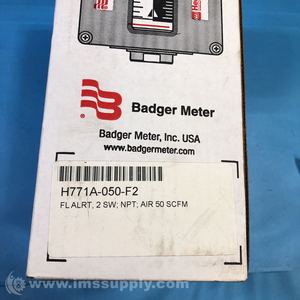 Badger Meter
Badger Meter, Inc. USA
www.badgermeter.com
H771A-050-F2
FL ALRT, 2 SW; NPT; AIR 50 SCFM
© www.imssupply.com